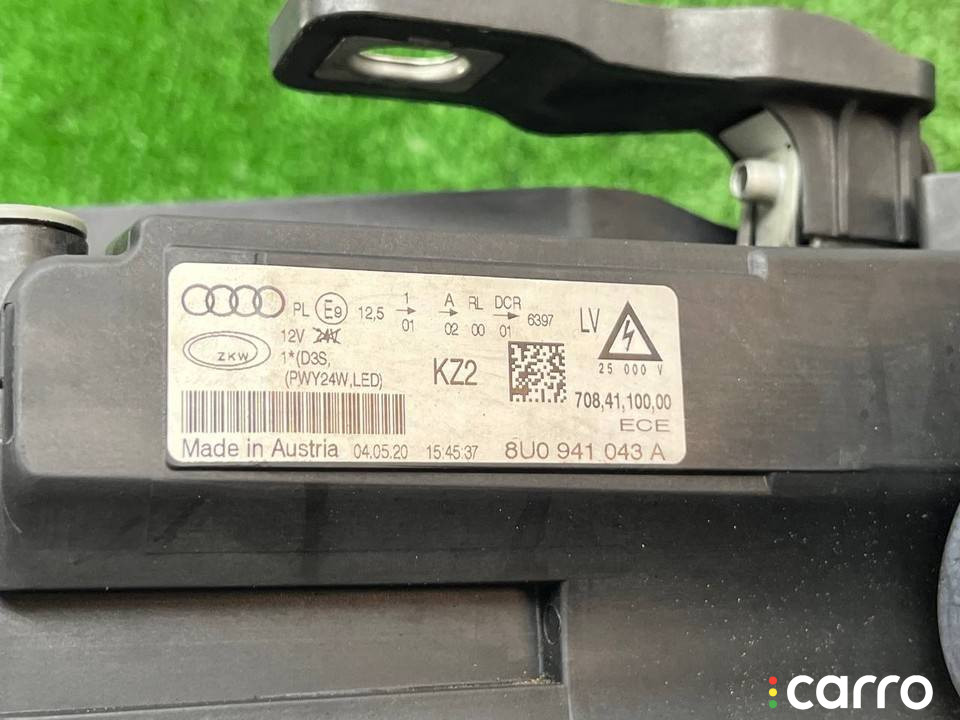 PL E9 12,5 1 01 A 02 RL 00 DCR 01 6397
12V 24V
ZKW
1*(D3S,
(PWY24W,LED)
KZ2
LV
25 000 V
708,41,100,00
ECE
Made in Austria 04.05.20 15:45:37 8U0 941 043 A
carro